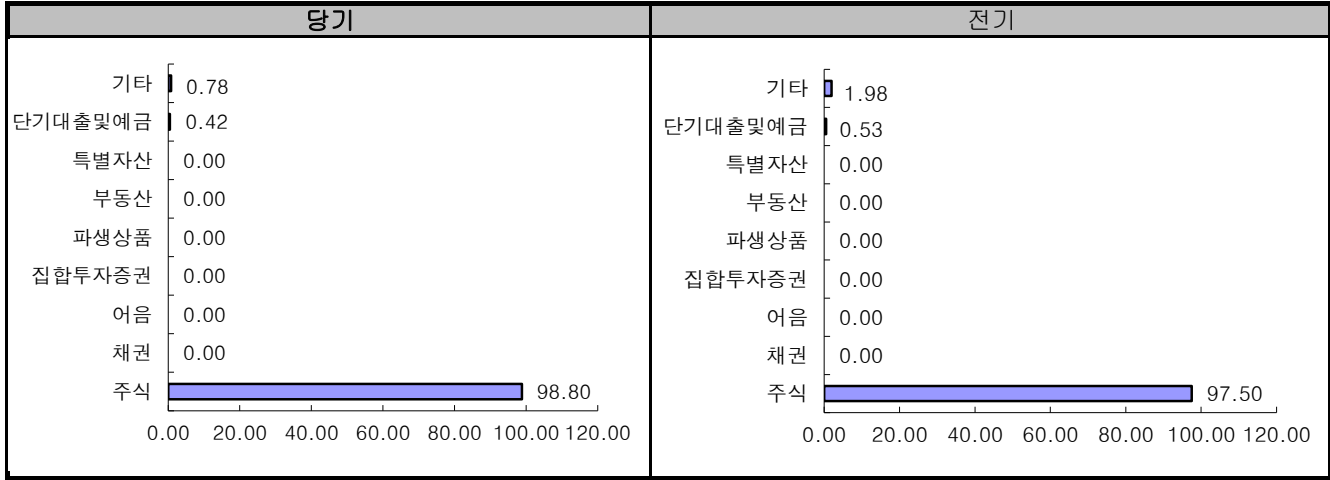 당기
기타 0.78
단기대출및예금 0.42
특별자산 0.00
부동산 0.00
파생상품 0.00
집합투자증권 0.00
어음 0.00
채권 0.00
주식 98.80
0.00 20.00 40.00 60.00 80.00 100.00 120.00
전기
기타 1.98
단기대출및예금 0.53
특별자산 0.00
부동산 0.00
파생상품 0.00
집합투자증권 0.00
어음 0.00
채권 0.00
주식 97.50
0.00 20.00 40.00 60.00 80.00 100.00 120.00